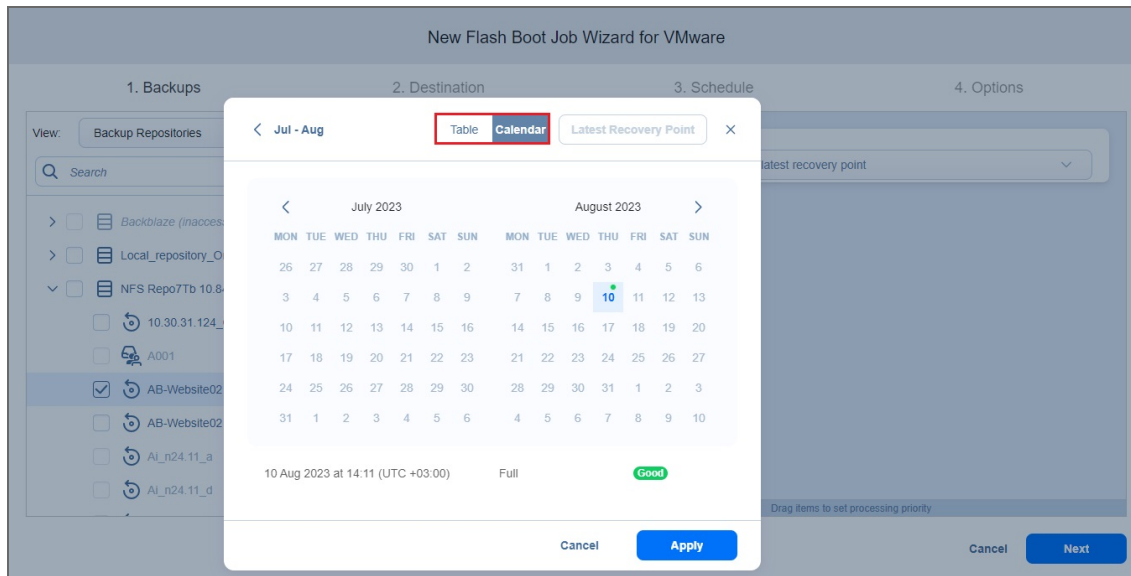 New Flash Boot Job Wizard for VMware
1. Backups 2. Destination 3. Schedule 4. Options
View: Backup Repositories
Search
Backblaze (inacces
Local_repository_O
NFS Repo7Tb 10.8
10.30.31.124_
A001
AB-Website02
AB-Website02
Ai_n24.11_a
Ai_n24.11_d
Jul - Aug Table Calendar Latest Recovery Point
July 2023
MON TUE WED THU FRI SAT SUN
26 27 28 29 30 1 2
3 4 5 6 7 8 9
10 11 12 13 14 15 16
17 18 19 20 21 22 23
24 25 26 27 28 29 30
31 1 2 3 4 5 6
August 2023
MON TUE WED THU FRI SAT SUN
31 1 2 3 4 5 6
7 8 9 10 11 12 13
14 15 16 17 18 19 20
21 22 23 24 25 26 27
28 29 30 31 1 2 3
4 5 6 7 8 9 10
10 Aug 2023 at 14:11 (UTC +03:00) Full Good
Cancel Apply
latest recovery point
Drag items to set processing priority
Cancel Next